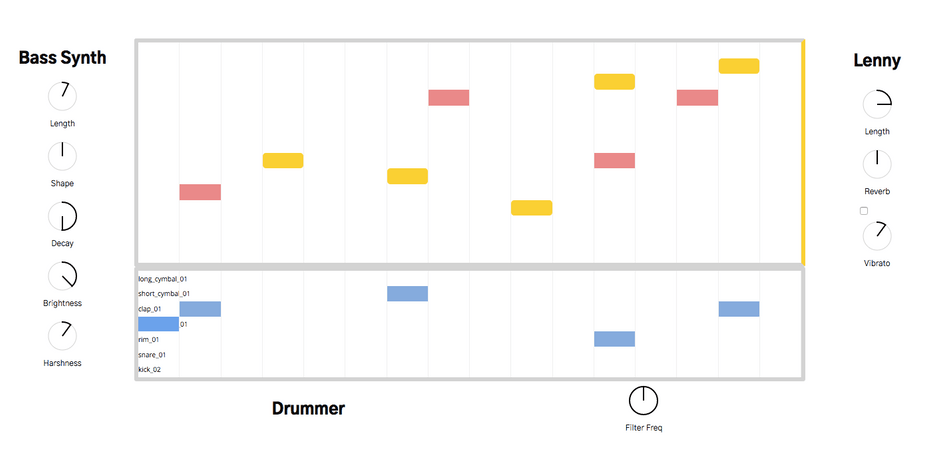 Bass Synth
Length
Shape
Decay
Brightness
Harshness
long_cymbal_01
short_cymbal_01
clap_01
01
rim_01
snare_01
kick_02
Drummer
Filter Freq
Lenny
Length
Reverb
Vibrato